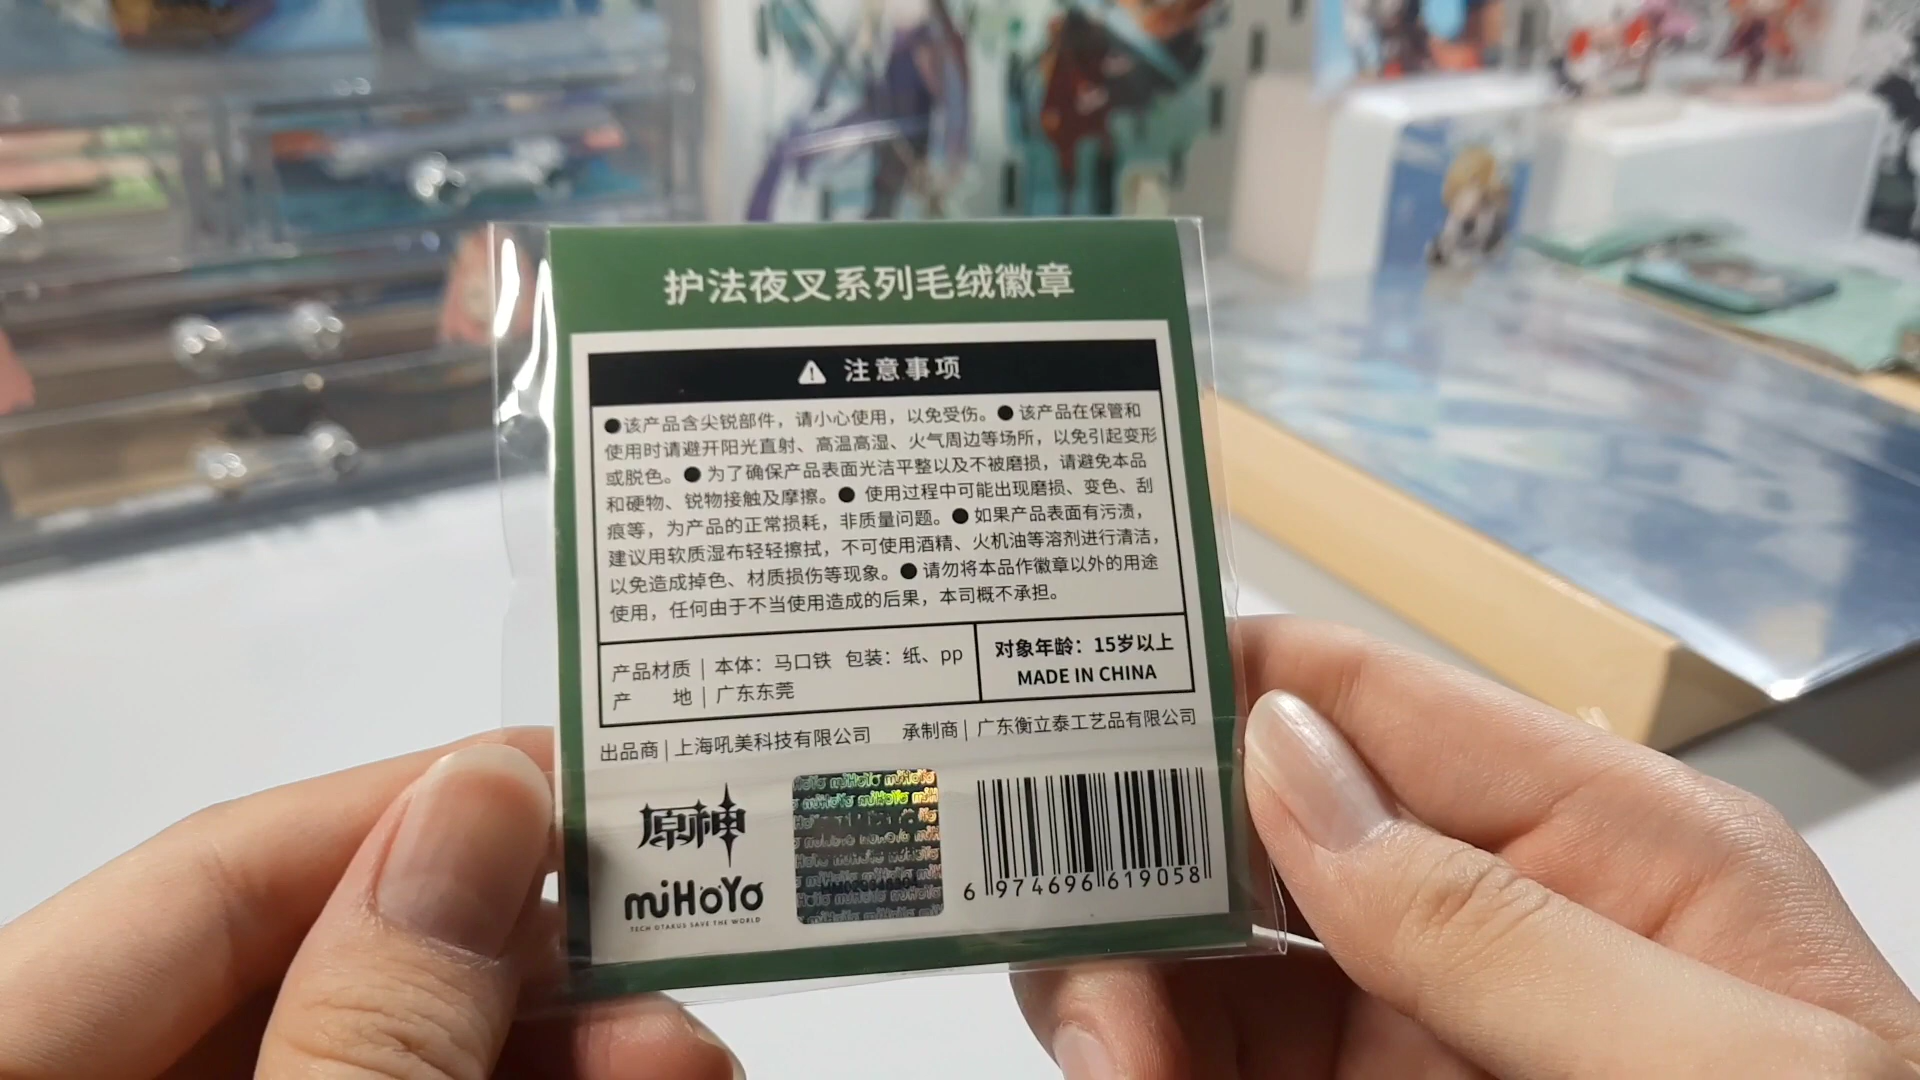 护法夜叉系列毛绒徽章
注意事项
●该产品含尖锐部件，请小心使用，以免受伤。● 该产品在保管和
使用时请避开阳光直射、高温高湿、火气周边等场所，以免引起变形
或脱色。● 为了确保产品表面光洁平整以及不被磨损，请避免本品
和硬物、锐物接触及摩擦。● 使用过程中可能出现磨损、变色、刮
痕等，为产品的正常损耗，非质量问题。● 如果产品表面有污渍，
建议用软质湿布轻轻擦拭，不可使用酒精、火机油等溶剂进行清洁，
以免造成掉色、材质损伤等现象。● 请勿将本品作徽章以外的用途
使用，任何由于不当使用造成的后果，本司概不承担。
产品材质 | 本体：马口铁 包装：纸、pp
产 地 | 广东东莞
对象年龄：15岁以上
MADE IN CHINA
出品商 | 上海吼美科技有限公司 承制商 | 广东衡立泰工艺品有限公司
原神
miHoYo
TECH OTAKUS SAVE THE WORLD
miHoYo miHoYo
miHoYo miHoYo
6 974696 619058